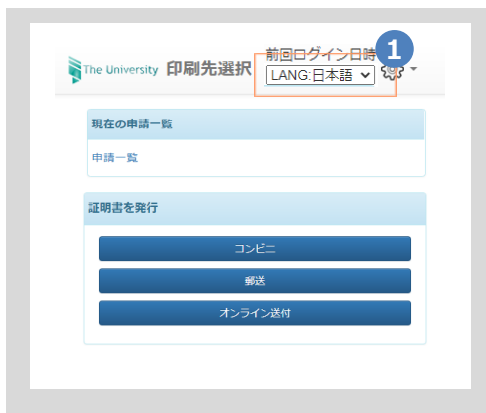 前回ログイン日時
1
The University 印刷先選択 LANG:日本語
現在の申請一覧
申請一覧
証明書を発行
コンビニ
郵送
オンライン送付